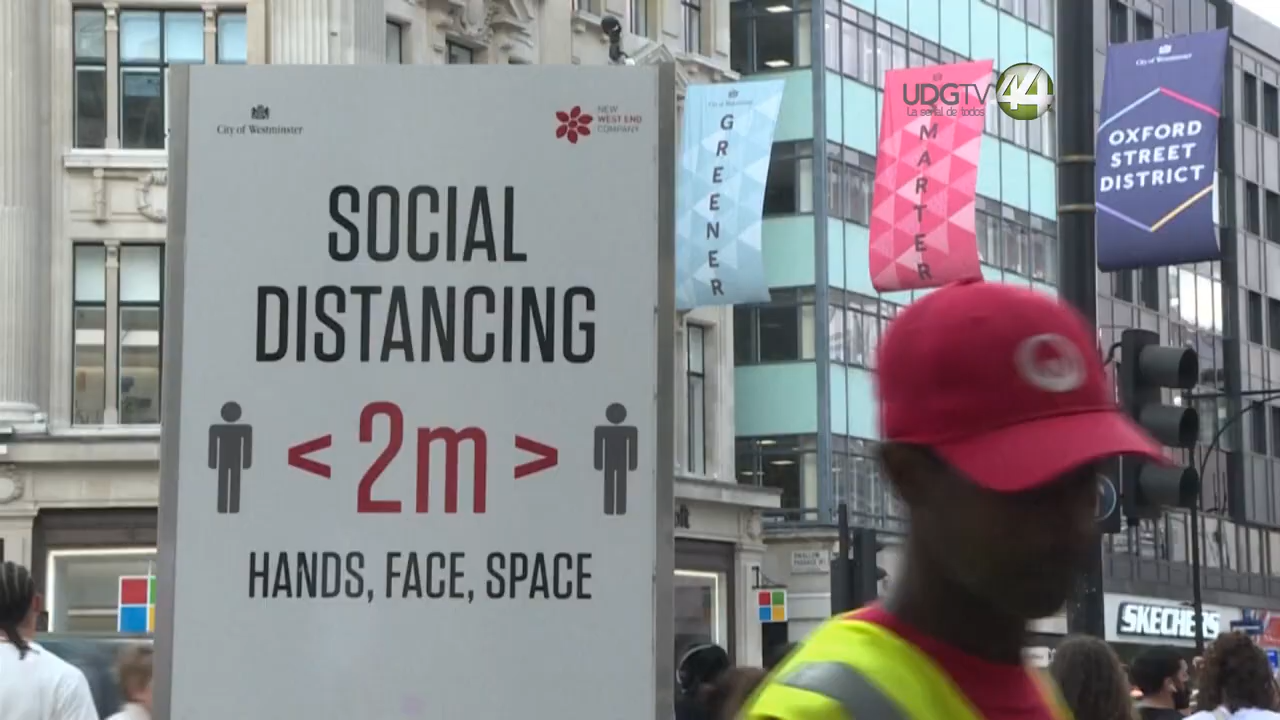 City of Westminster
NEW
WEST END
COMPANY
SOCIAL
DISTANCING
< 2m >
HANDS, FACE, SPACE
City of Westminster
GREENER
SMARTER
UDGTV 44
La señal de todos
City of Westminster
OXFORD
STREET
DISTRICT
SKECHERS